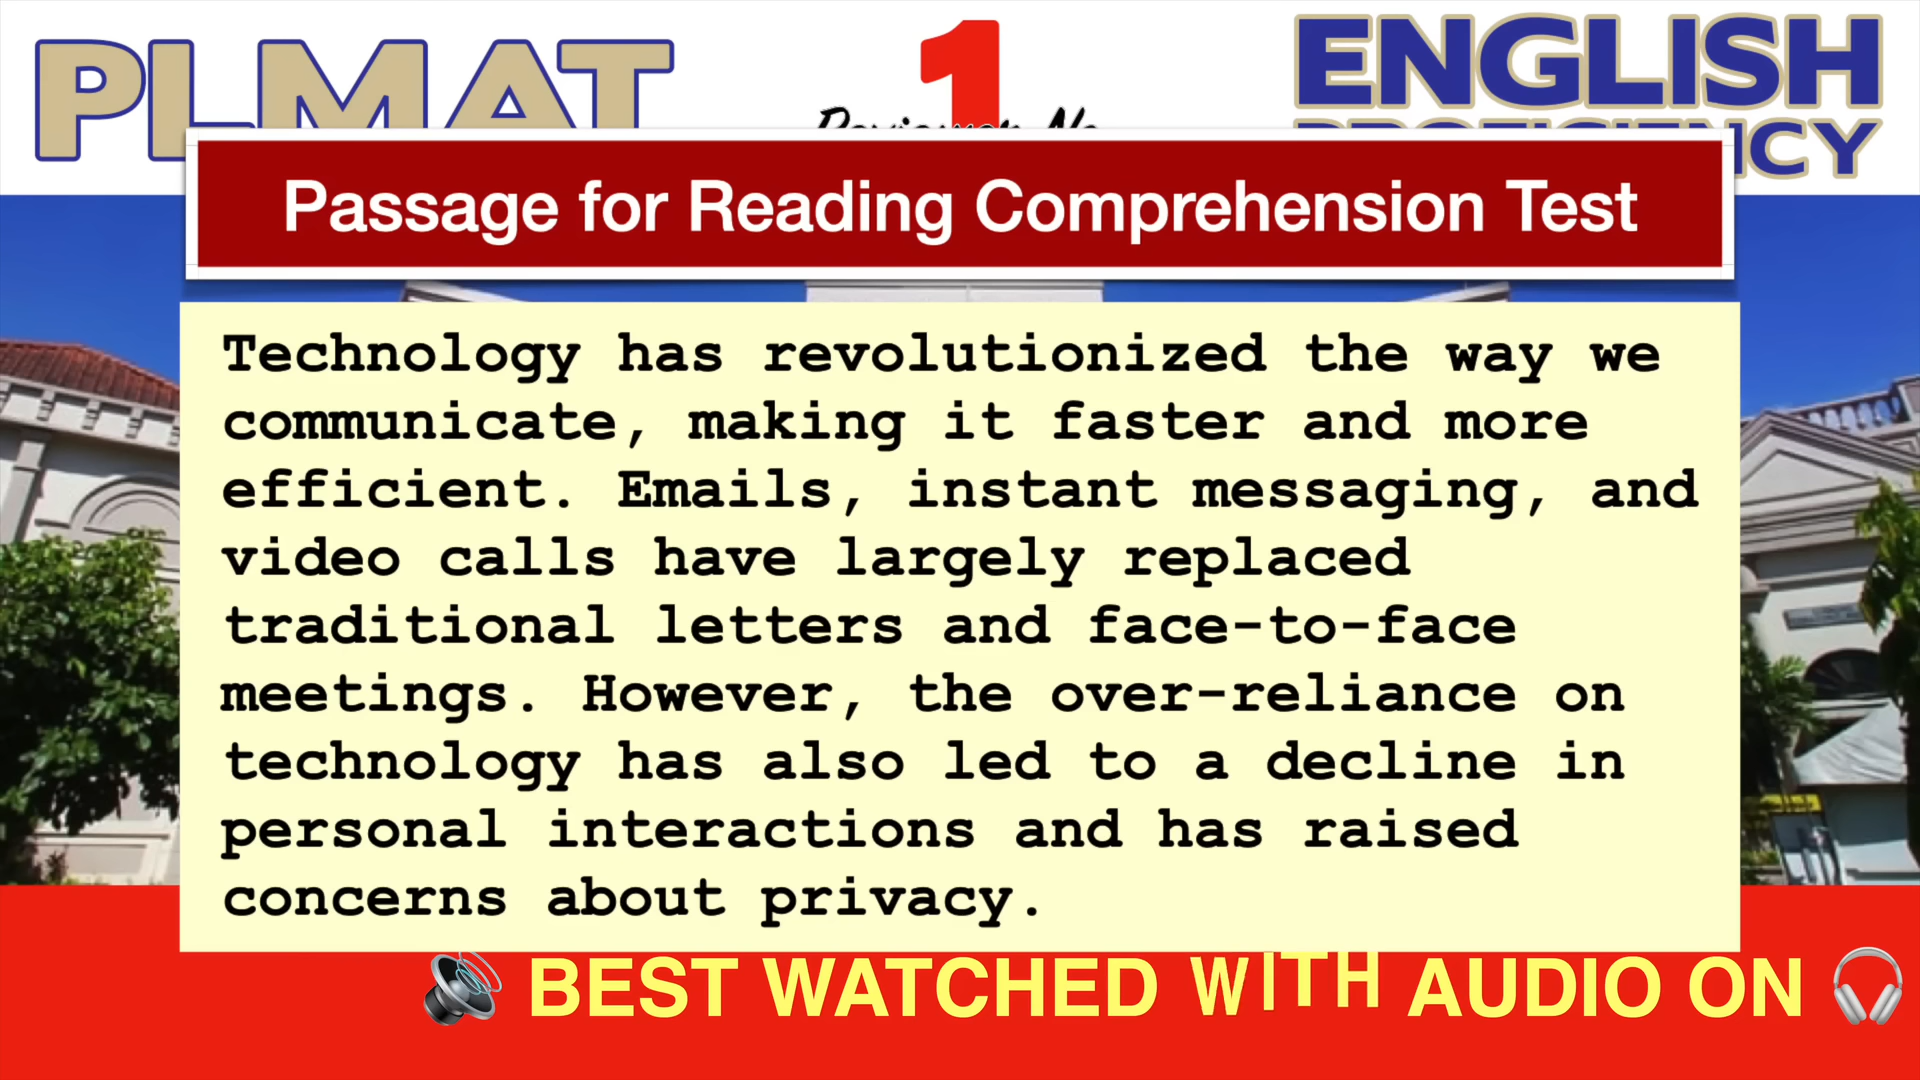 PLMAT
1
Reviewer No.
ENGLISH
PROFICIENCY
Passage for Reading Comprehension Test
Technology has revolutionized the way we
communicate, making it faster and more
efficient. Emails, instant messaging, and
video calls have largely replaced
traditional letters and face-to-face
meetings. However, the over-reliance on
technology has also led to a decline in
personal interactions and has raised
concerns about privacy.
BEST WATCHED WITH AUDIO ON